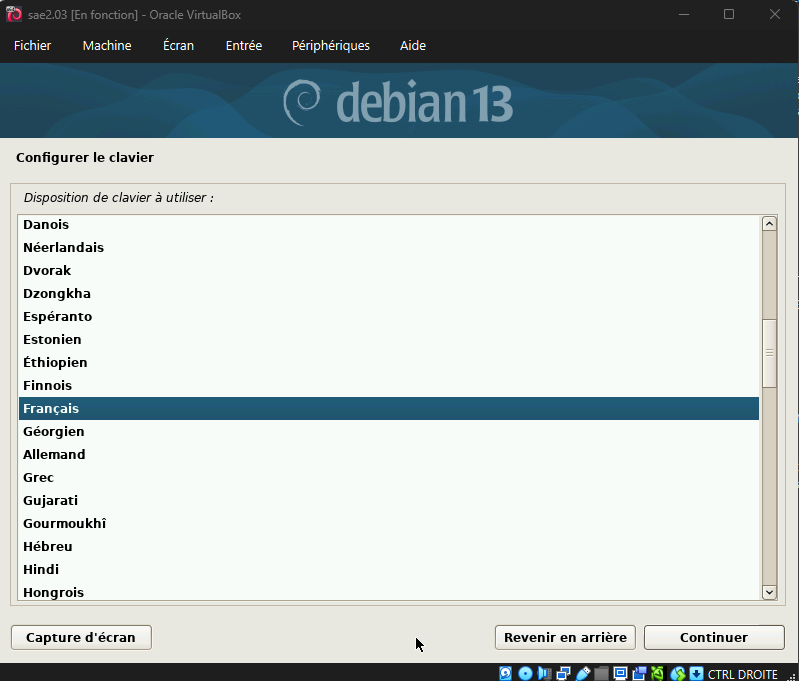 sae2.03 [En fonction] - Oracle VirtualBox
Fichier Machine Écran Entrée Périphériques Aide
debian 13
Configurer le clavier
Disposition de clavier à utiliser :
Danois
Néerlandais
Dvorak
Dzongkha
Espéranto
Estonien
Éthiopien
Finnois
Français
Géorgien
Allemand
Grec
Gujarati
Gourmoukhî
Hébreu
Hindi
Hongrois
Capture d'écran Revenir en arrière Continuer
CTRL DROITE